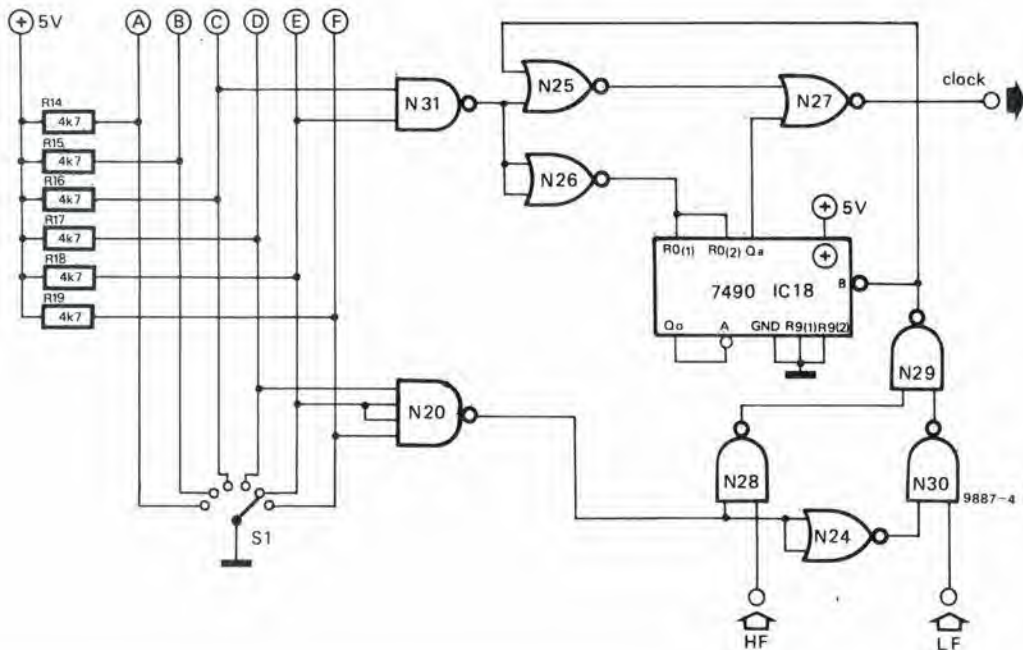 + 5V A B C D E F
R14
4k7
R15
4k7
R16
4k7
R17
4k7
R18
4k7
R19
4k7
N31
N25
N26
N27
clock
+ 5V
R0(1) R0(2) Qa
+
B
7490 IC18
Qo A GND R9(1) R9(2)
N29
N20
N28
N30
9887-4
N24
S1
HF
LF